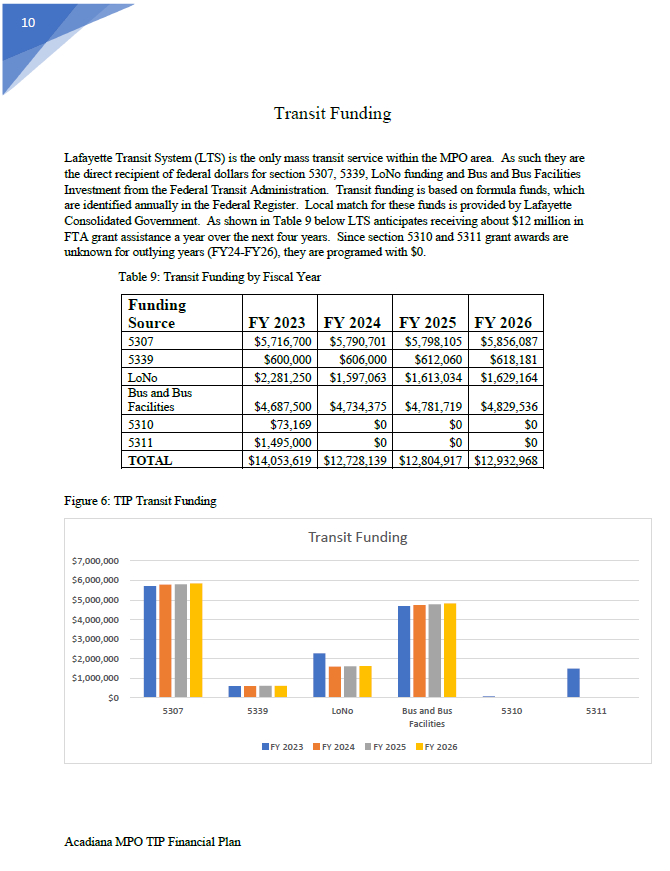 10
Transit Funding
Lafayette Transit System (LTS) is the only mass transit service within the MPO area. As such they are
the direct recipient of federal dollars for section 5307, 5339, LoNo funding and Bus and Bus Facilities
Investment from the Federal Transit Administration. Transit funding is based on formula funds, which
are identified annually in the Federal Register. Local match for these funds is provided by Lafayette
Consolidated Government. As shown in Table 9 below LTS anticipates receiving about $12 million in
FTA grant assistance a year over the next four years. Since section 5310 and 5311 grant awards are
unknown for outlying years (FY24-FY26), they are programed with $0.
Table 9: Transit Funding by Fiscal Year
Funding
Source FY 2023 FY 2024 FY 2025 FY 2026
5307 $5,716,700 $5,790,701 $5,798,105 $5,856,087
5339 $600,000 $606,000 $612,060 $618,181
LoNo $2,281,250 $1,597,063 $1,613,034 $1,629,164
Bus and Bus
Facilities $4,687,500 $4,734,375 $4,781,719 $4,829,536
5310 $73,169 $0 $0 $0
5311 $1,495,000 $0 $0 $0
TOTAL $14,053,619 $12,728,139 $12,804,917 $12,932,968
Figure 6: TIP Transit Funding
Transit Funding
$7,000,000
$6,000,000
$5,000,000
$4,000,000
$3,000,000
$2,000,000
$1,000,000
$0
5307 5339 LoNo Bus and Bus 5310 5311
Facilities
FY 2023 FY 2024 FY 2025 FY 2026
Acadiana MPO TIP Financial Plan